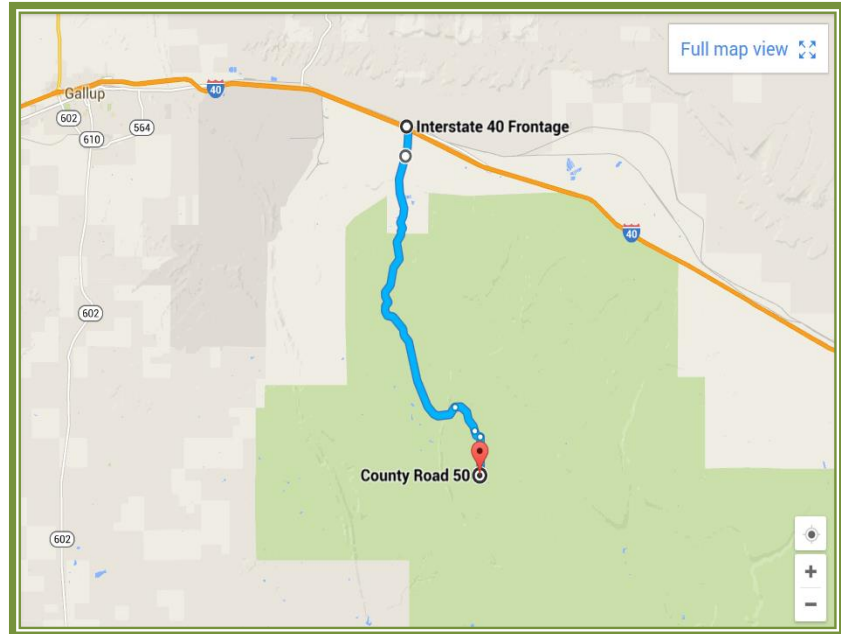 Full map view
40
Gallup
602
564
610
Interstate 40 Frontage
40
602
County Road 50
602
+
−